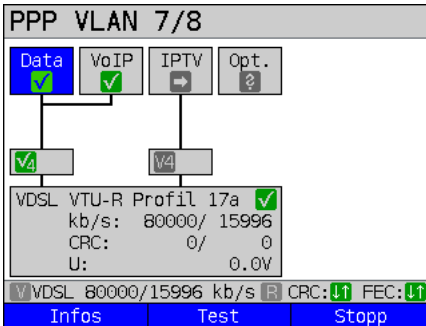 PPP VLAN 7/8
Data VoIP IPTV Opt.
?
V4 V4
VDSL VTU-R Profil 17a
kb/s: 80000/ 15996
CRC: 0/ 0
U: 0.0V
V VDSL 80000/15996 kb/s R CRC: FEC:
Infos Test Stopp